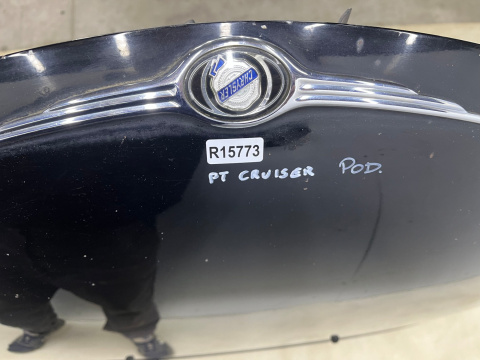 CHRYSLER
R15773
PT CRUISER POD.